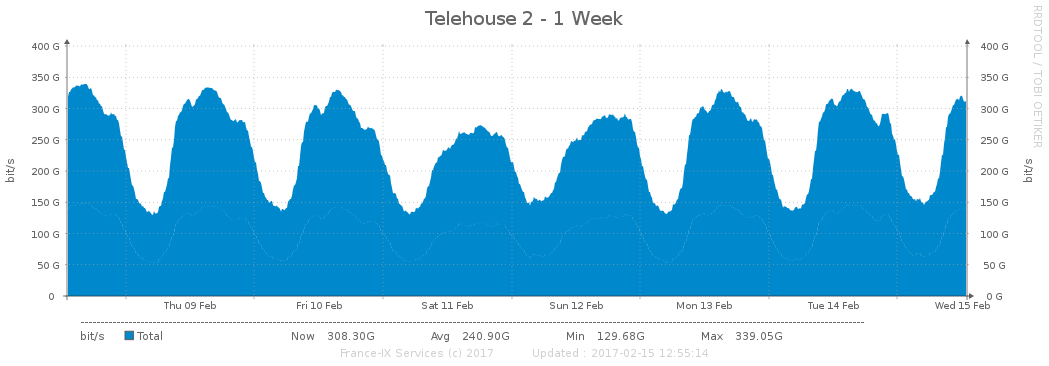 Telehouse 2 - 1 Week
RRDTOOL / TOBI OETIKER
400 G 400 G
350 G 350 G
300 G 300 G
250 G 250 G
200 G 200 G
150 G 150 G
100 G 100 G
50 G 50 G
0 0 G
bit/s bit/s
Thu 09 Feb Fri 10 Feb Sat 11 Feb Sun 12 Feb Mon 13 Feb Tue 14 Feb Wed 15 Feb
bit/s Total Now 308.30G Avg 240.90G Min 129.68G Max 339.05G
France-IX Services (c) 2017 Updated : 2017-02-15 12:55:14